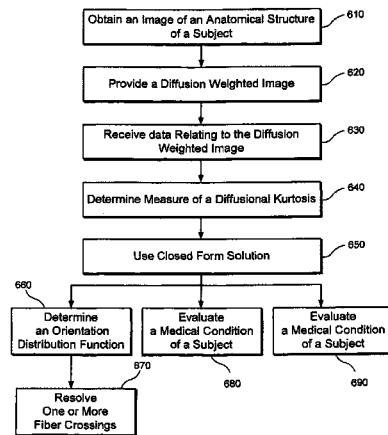 Obtain an Image of an Anatomical Structure
of a Subject
610
Provide a Diffusion Weighted Image
620
Receive data Relating to the Diffusion
Weighted Image
630
Determine Measure of a Diffusional Kurtosis
640
Use Closed Form Solution
650
660
Determine
an Orientation
Distribution Function
Evaluate
a Medical Condition
of a Subject
Evaluate
a Medical Condition
of a Subject
670
680
690
Resolve
One or More
Fiber Crossings